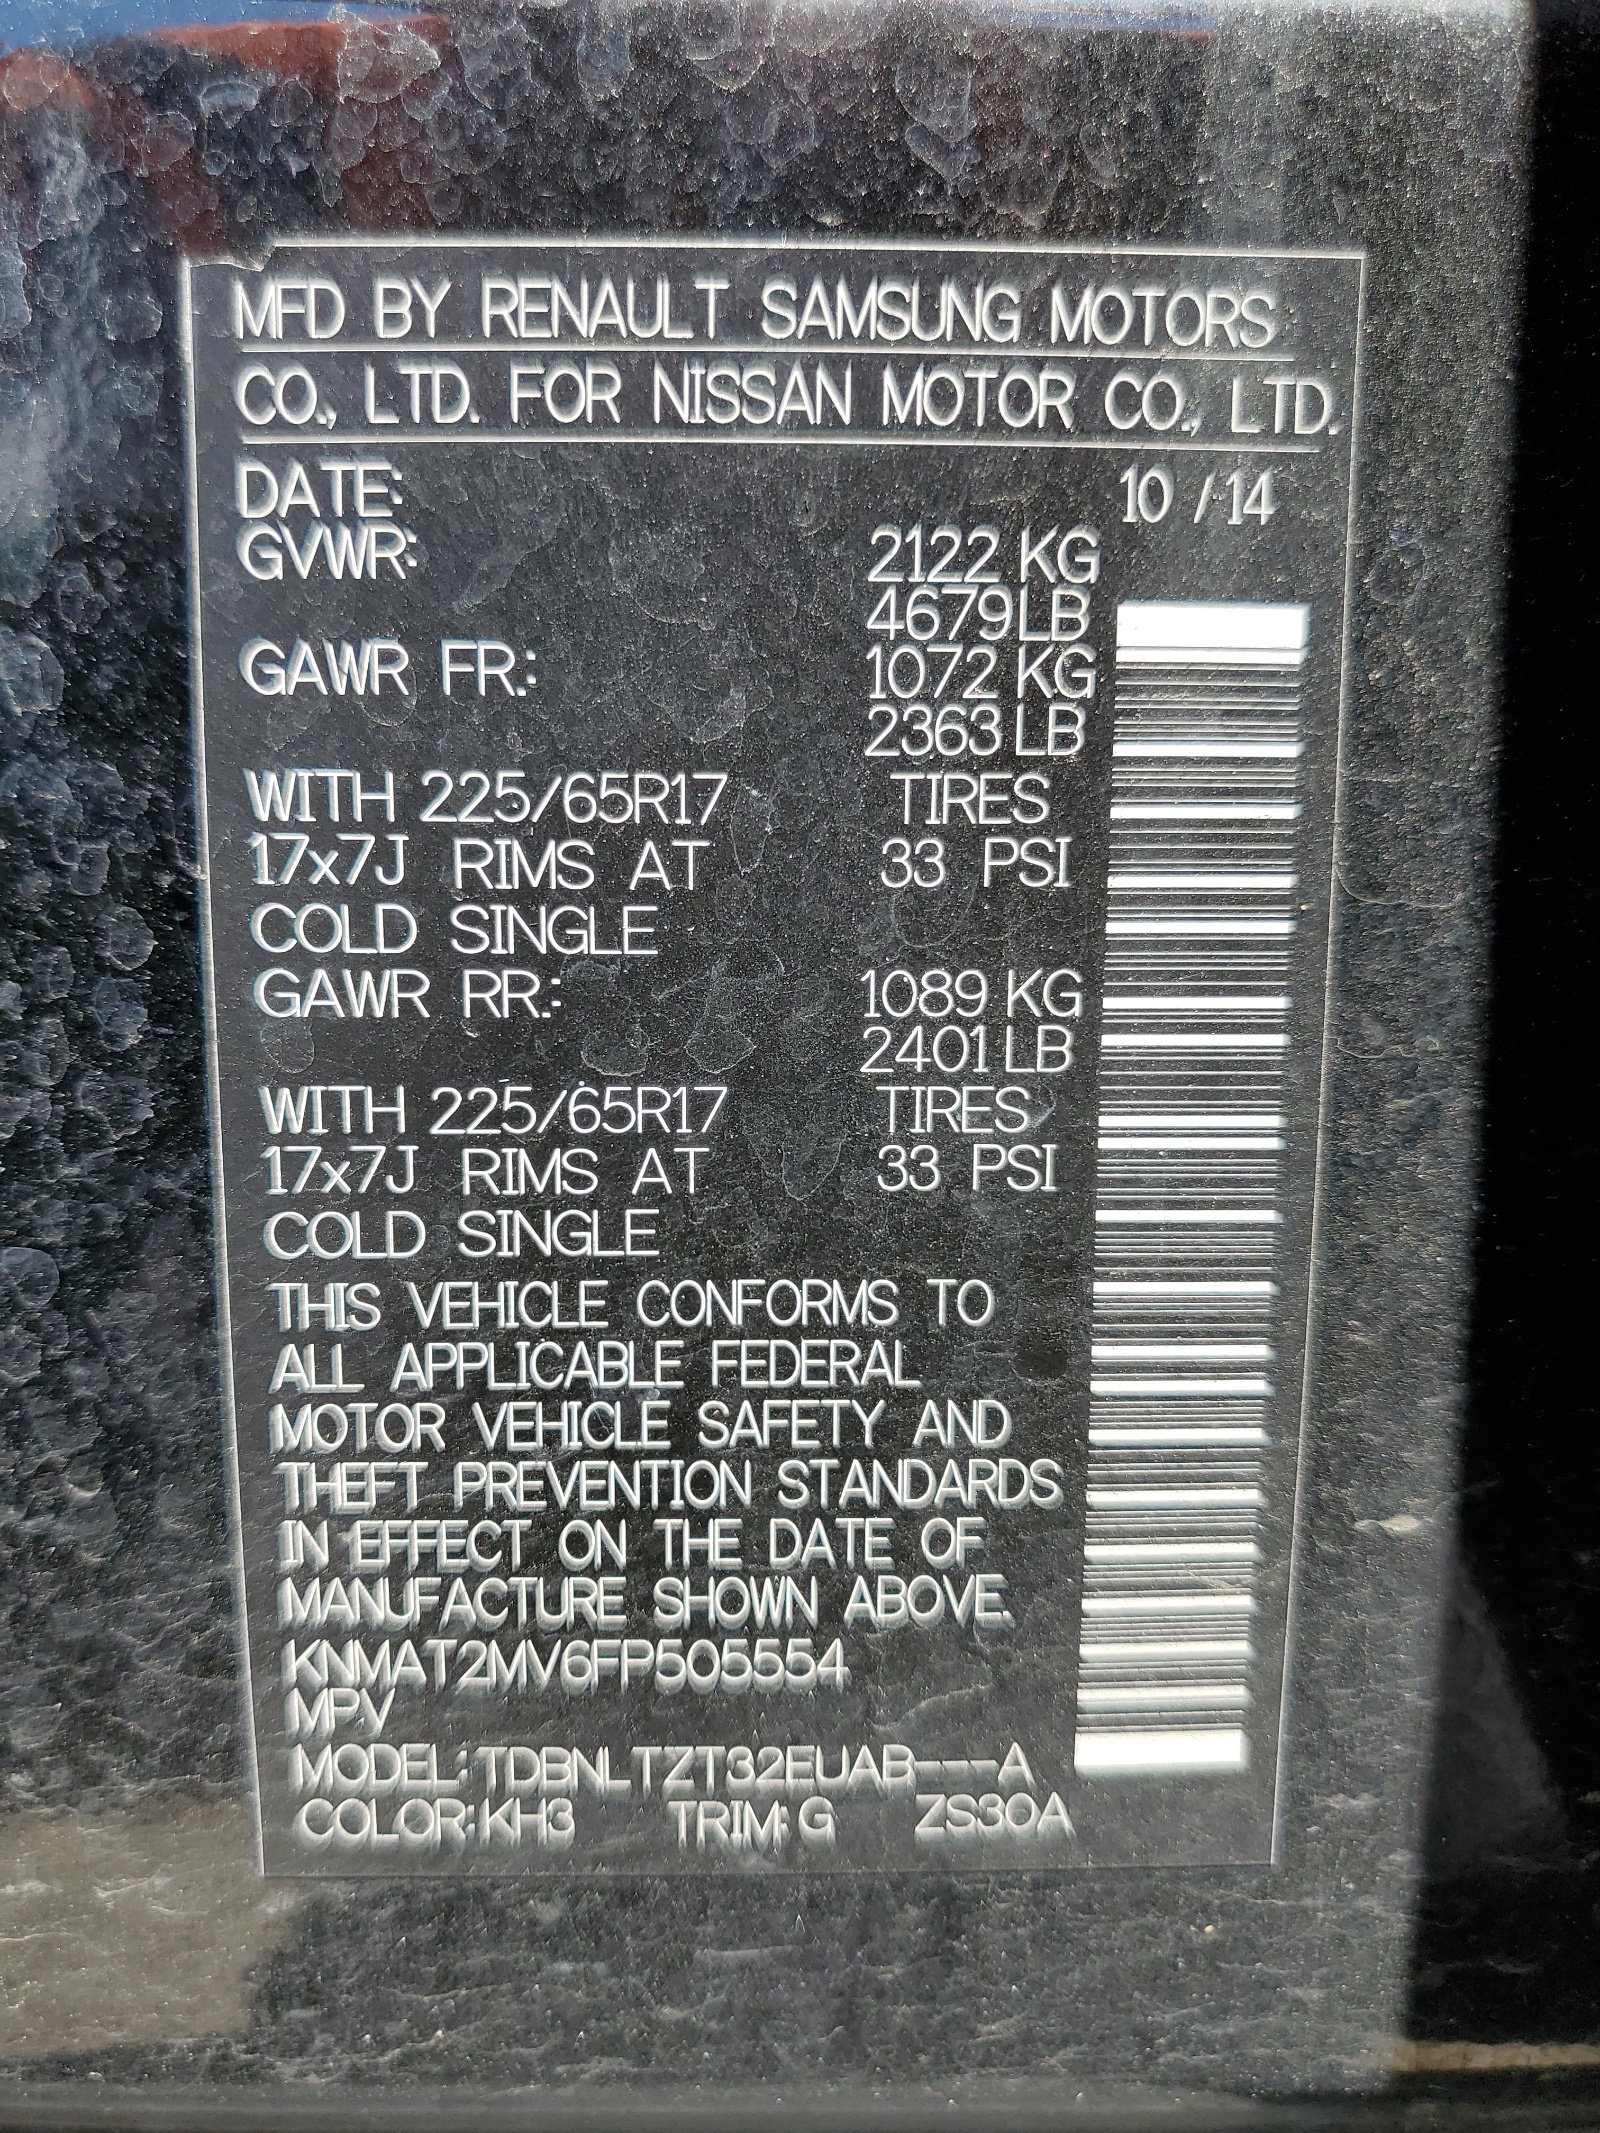 MFD BY RENAULT SAMSUNG MOTORS
CO., LTD. FOR NISSAN MOTOR CO., LTD.
DATE: 10 /14
GVWR: 2122 KG
4679 LB
GAWR FR.: 1072 KG
2363 LB
WITH 225/65R17 TIRES
17x7J RIMS AT 33 PSI
COLD SINGLE
GAWR RR.: 1089 KG
2401 LB
WITH 225/65R17 TIRES
17x7J RIMS AT 33 PSI
COLD SINGLE
THIS VEHICLE CONFORMS TO
ALL APPLICABLE FEDERAL
MOTOR VEHICLE SAFETY AND
THEFT PREVENTION STANDARDS
IN EFFECT ON THE DATE OF
MANUFACTURE SHOWN ABOVE.
KNMAT2MV6FP505554
MPV
MODEL: TDBNLTZT32EUAB---A
COLOR: KH3 TRIM: G ZS30A